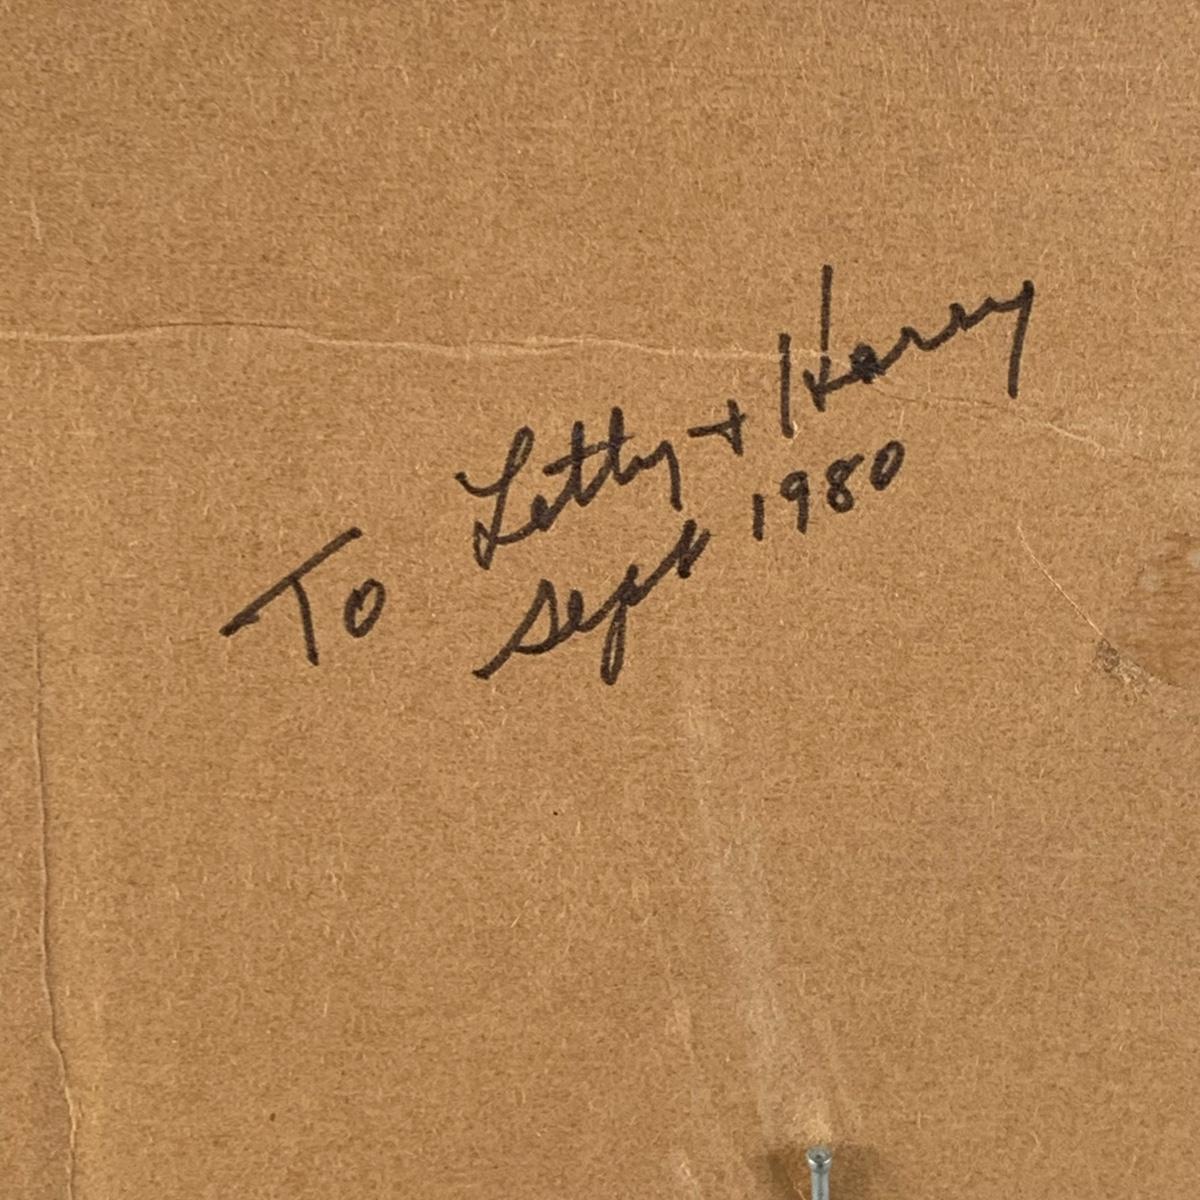 To Letty + Harry
Sept 1980